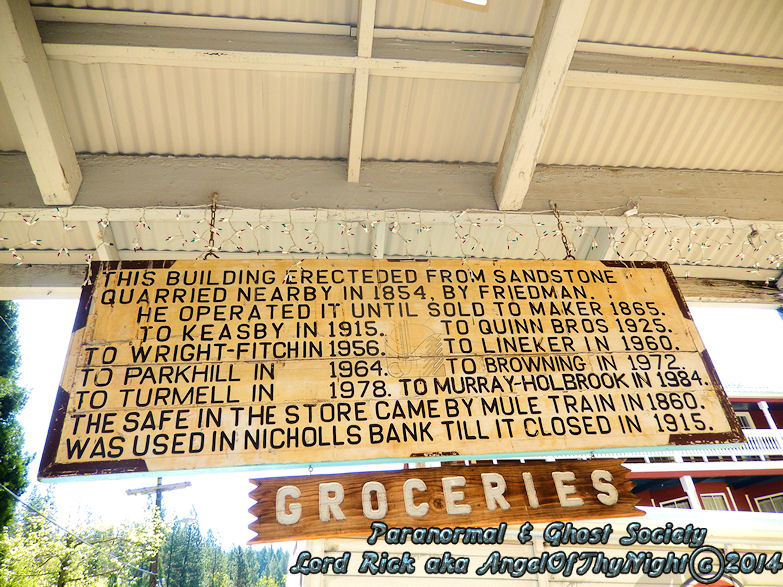 THIS BUILDING ERECTEDED FROM SANDSTONE
QUARRIED NEARBY IN 1854, BY FRIEDMAN.
HE OPERATED IT UNTIL SOLD TO MAKER 1865.
TO KEASBY IN 1915. TO QUINN BROS 1925.
TO WRIGHT-FITCHIN 1956. TO LINEKER IN 1960.
TO PARKHILL IN 1964. TO BROWNING IN 1972.
TO TURMELL IN 1978. TO MURRAY-HOLBROOK IN 1984.
THE SAFE IN THE STORE CAME BY MULE TRAIN IN 1860.
WAS USED IN NICHOLLS BANK TILL IT CLOSED IN 1915.
GROCERIES
Paranormal & Ghost Society
Lord Rick aka AngelOfThyNight© 2014